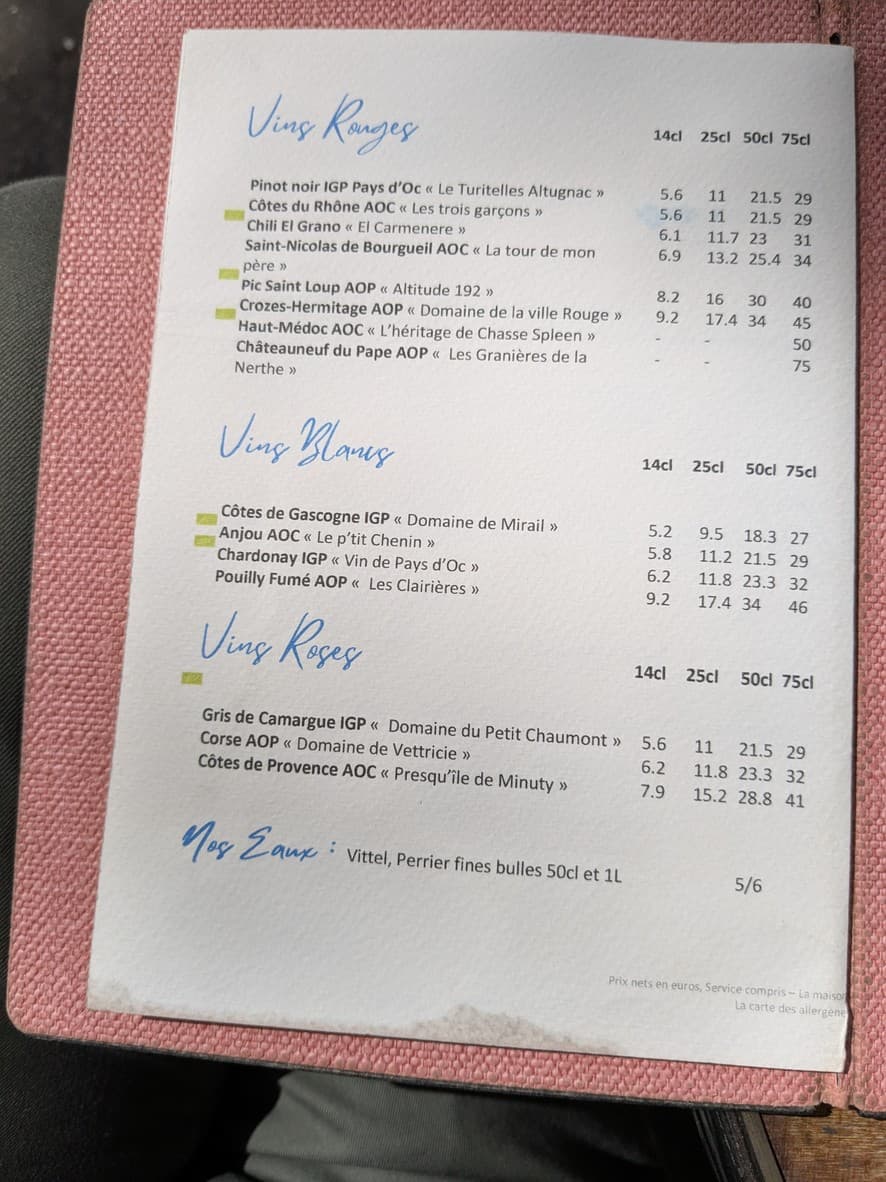 Vins Rouges
14cl 25cl 50cl 75cl
Pinot noir IGP Pays d'Oc « Le Turitelles Altugnac » 5.6 11 21.5 29
Côtes du Rhône AOC « Les trois garçons » 5.6 11 21.5 29
Chili El Grano « El Carmenere » 6.1 11.7 23 31
Saint-Nicolas de Bourgueil AOC « La tour de mon 6.9 13.2 25.4 34
père »
Pic Saint Loup AOP « Altitude 192 » 8.2 16 30 40
Crozes-Hermitage AOP « Domaine de la ville Rouge » 9.2 17.4 34 45
Haut-Médoc AOC « L'héritage de Chasse Spleen » - - 50
Châteauneuf du Pape AOP « Les Granières de la - - 75
Nerthe »
Vins Blancs
14cl 25cl 50cl 75cl
Côtes de Gascogne IGP « Domaine de Mirail » 5.2 9.5 18.3 27
Anjou AOC « Le p'tit Chenin » 5.8 11.2 21.5 29
Chardonay IGP « Vin de Pays d'Oc » 6.2 11.8 23.3 32
Pouilly Fumé AOP « Les Clairières » 9.2 17.4 34 46
Vins Roses
14cl 25cl 50cl 75cl
Gris de Camargue IGP « Domaine du Petit Chaumont » 5.6 11 21.5 29
Corse AOP « Domaine de Vettricie » 6.2 11.8 23.3 32
Côtes de Provence AOC « Presqu'île de Minuty » 7.9 15.2 28.8 41
Nos Eaux : Vittel, Perrier fines bulles 50cl et 1L 5/6
Prix nets en euros, Service compris – La maison
La carte des allergène